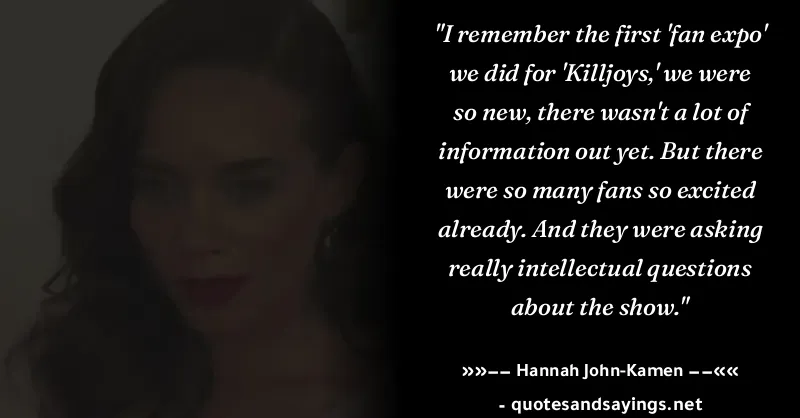 "I remember the first 'fan expo'
we did for 'Killjoys,' we were
so new, there wasn't a lot of
information out yet. But there
were so many fans so excited
already. And they were asking
really intellectual questions
about the show."
»»−− Hannah John-Kamen −−««
- quotesandsayings.net